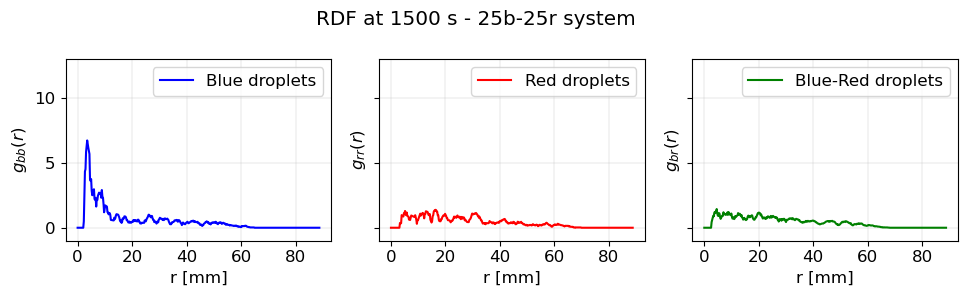 RDF at 1500 s - 25b-25r system
Blue droplets
Red droplets
Blue-Red droplets
10
5
0
g_bb(r)
g_rr(r)
g_br(r)
0 20 40 60 80
0 20 40 60 80
0 20 40 60 80
r [mm]
r [mm]
r [mm]